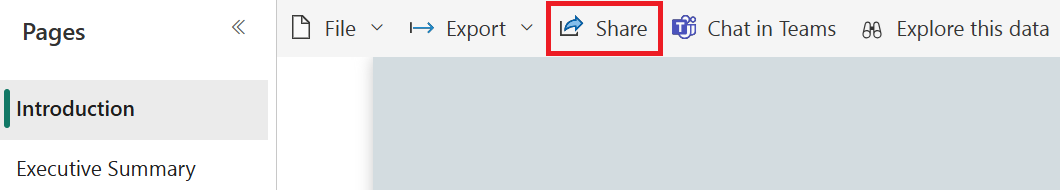 Pages
File
Export
Share
Chat in Teams
Explore this data
Introduction
Executive Summary